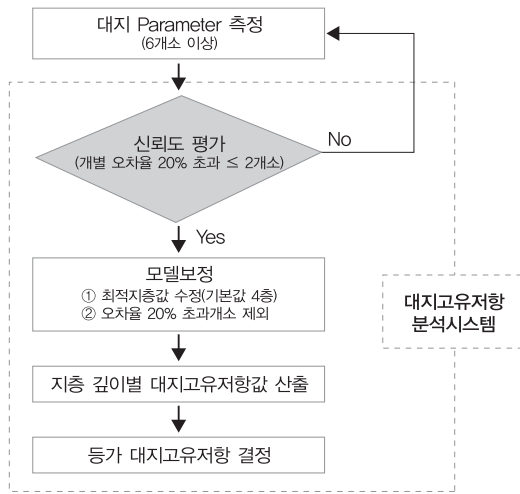 대지 Parameter 측정
(6개소 이상)
신뢰도 평가
(개별 오차율 20% 초과 ≤ 2개소)
No
Yes
모델보정
① 최적지층값 수정(기본값 4층)
② 오차율 20% 초과개소 제외
대지고유저항
분석시스템
지층 깊이별 대지고유저항값 산출
등가 대지고유저항 결정